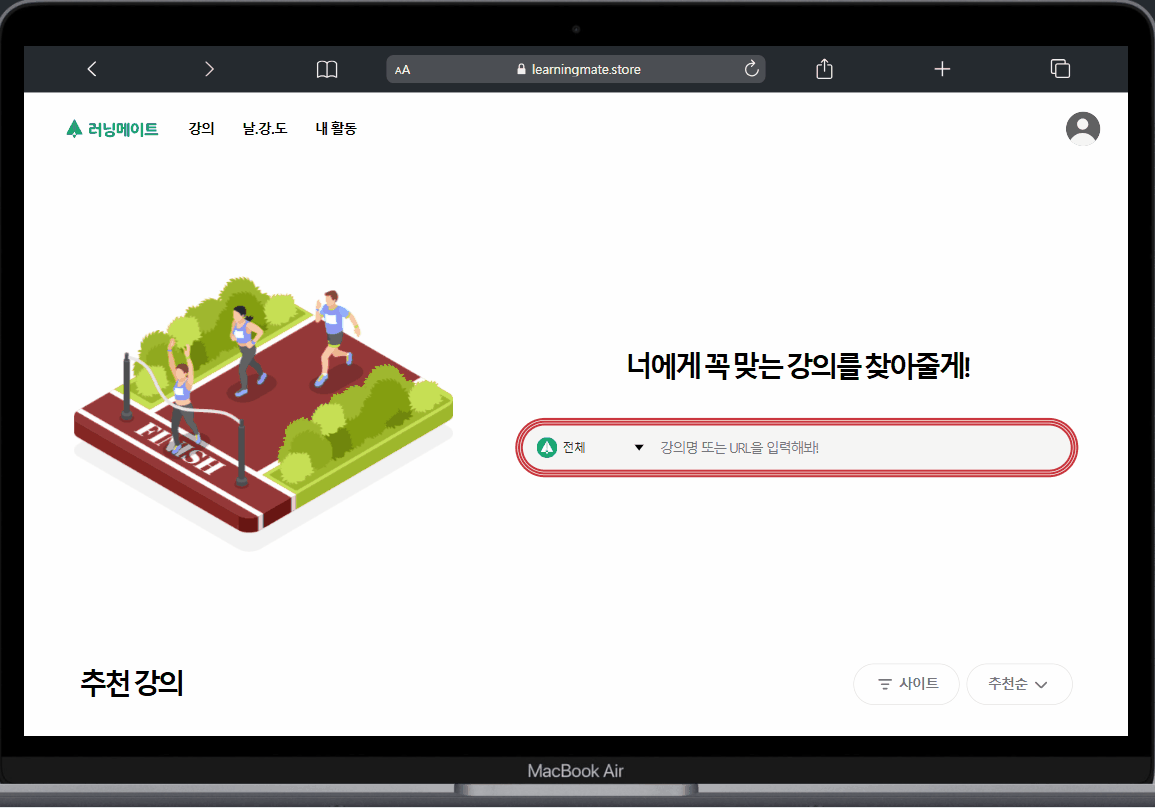 AA learningmate.store
러닝메이트 강의 날.강.도 내 활동
너에게 꼭 맞는 강의를 찾아줄게!
전체 강의명 또는 URL을 입력해봐!
FINISH
추천 강의 사이트 추천순
MacBook Air